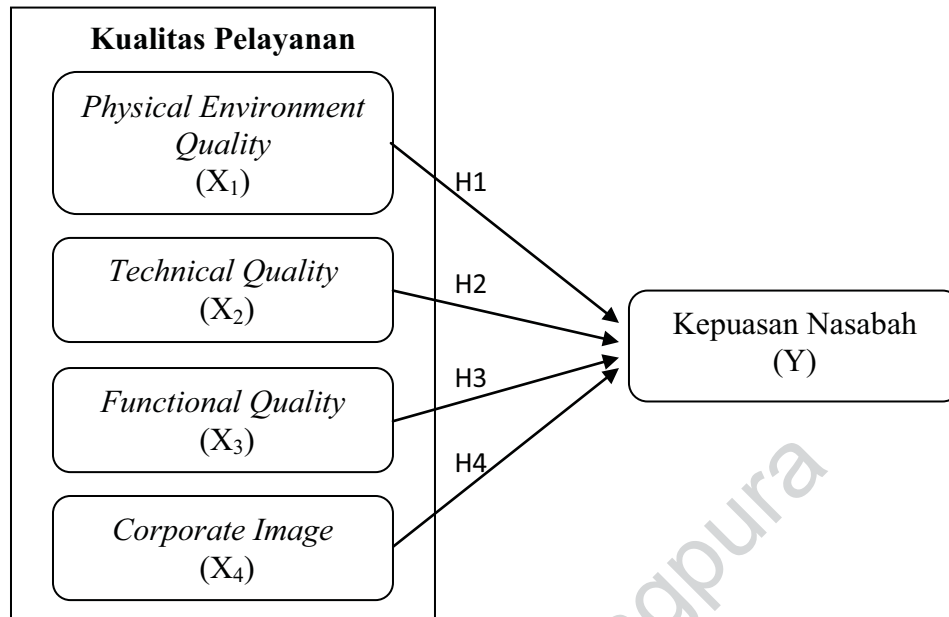 Kualitas Pelayanan
Physical Environment
Quality
(X₁)
H1
Technical Quality
(X₂)
H2
Kepuasan Nasabah
(Y)
Functional Quality
(X₃)
H3
Corporate Image
(X₄)
H4